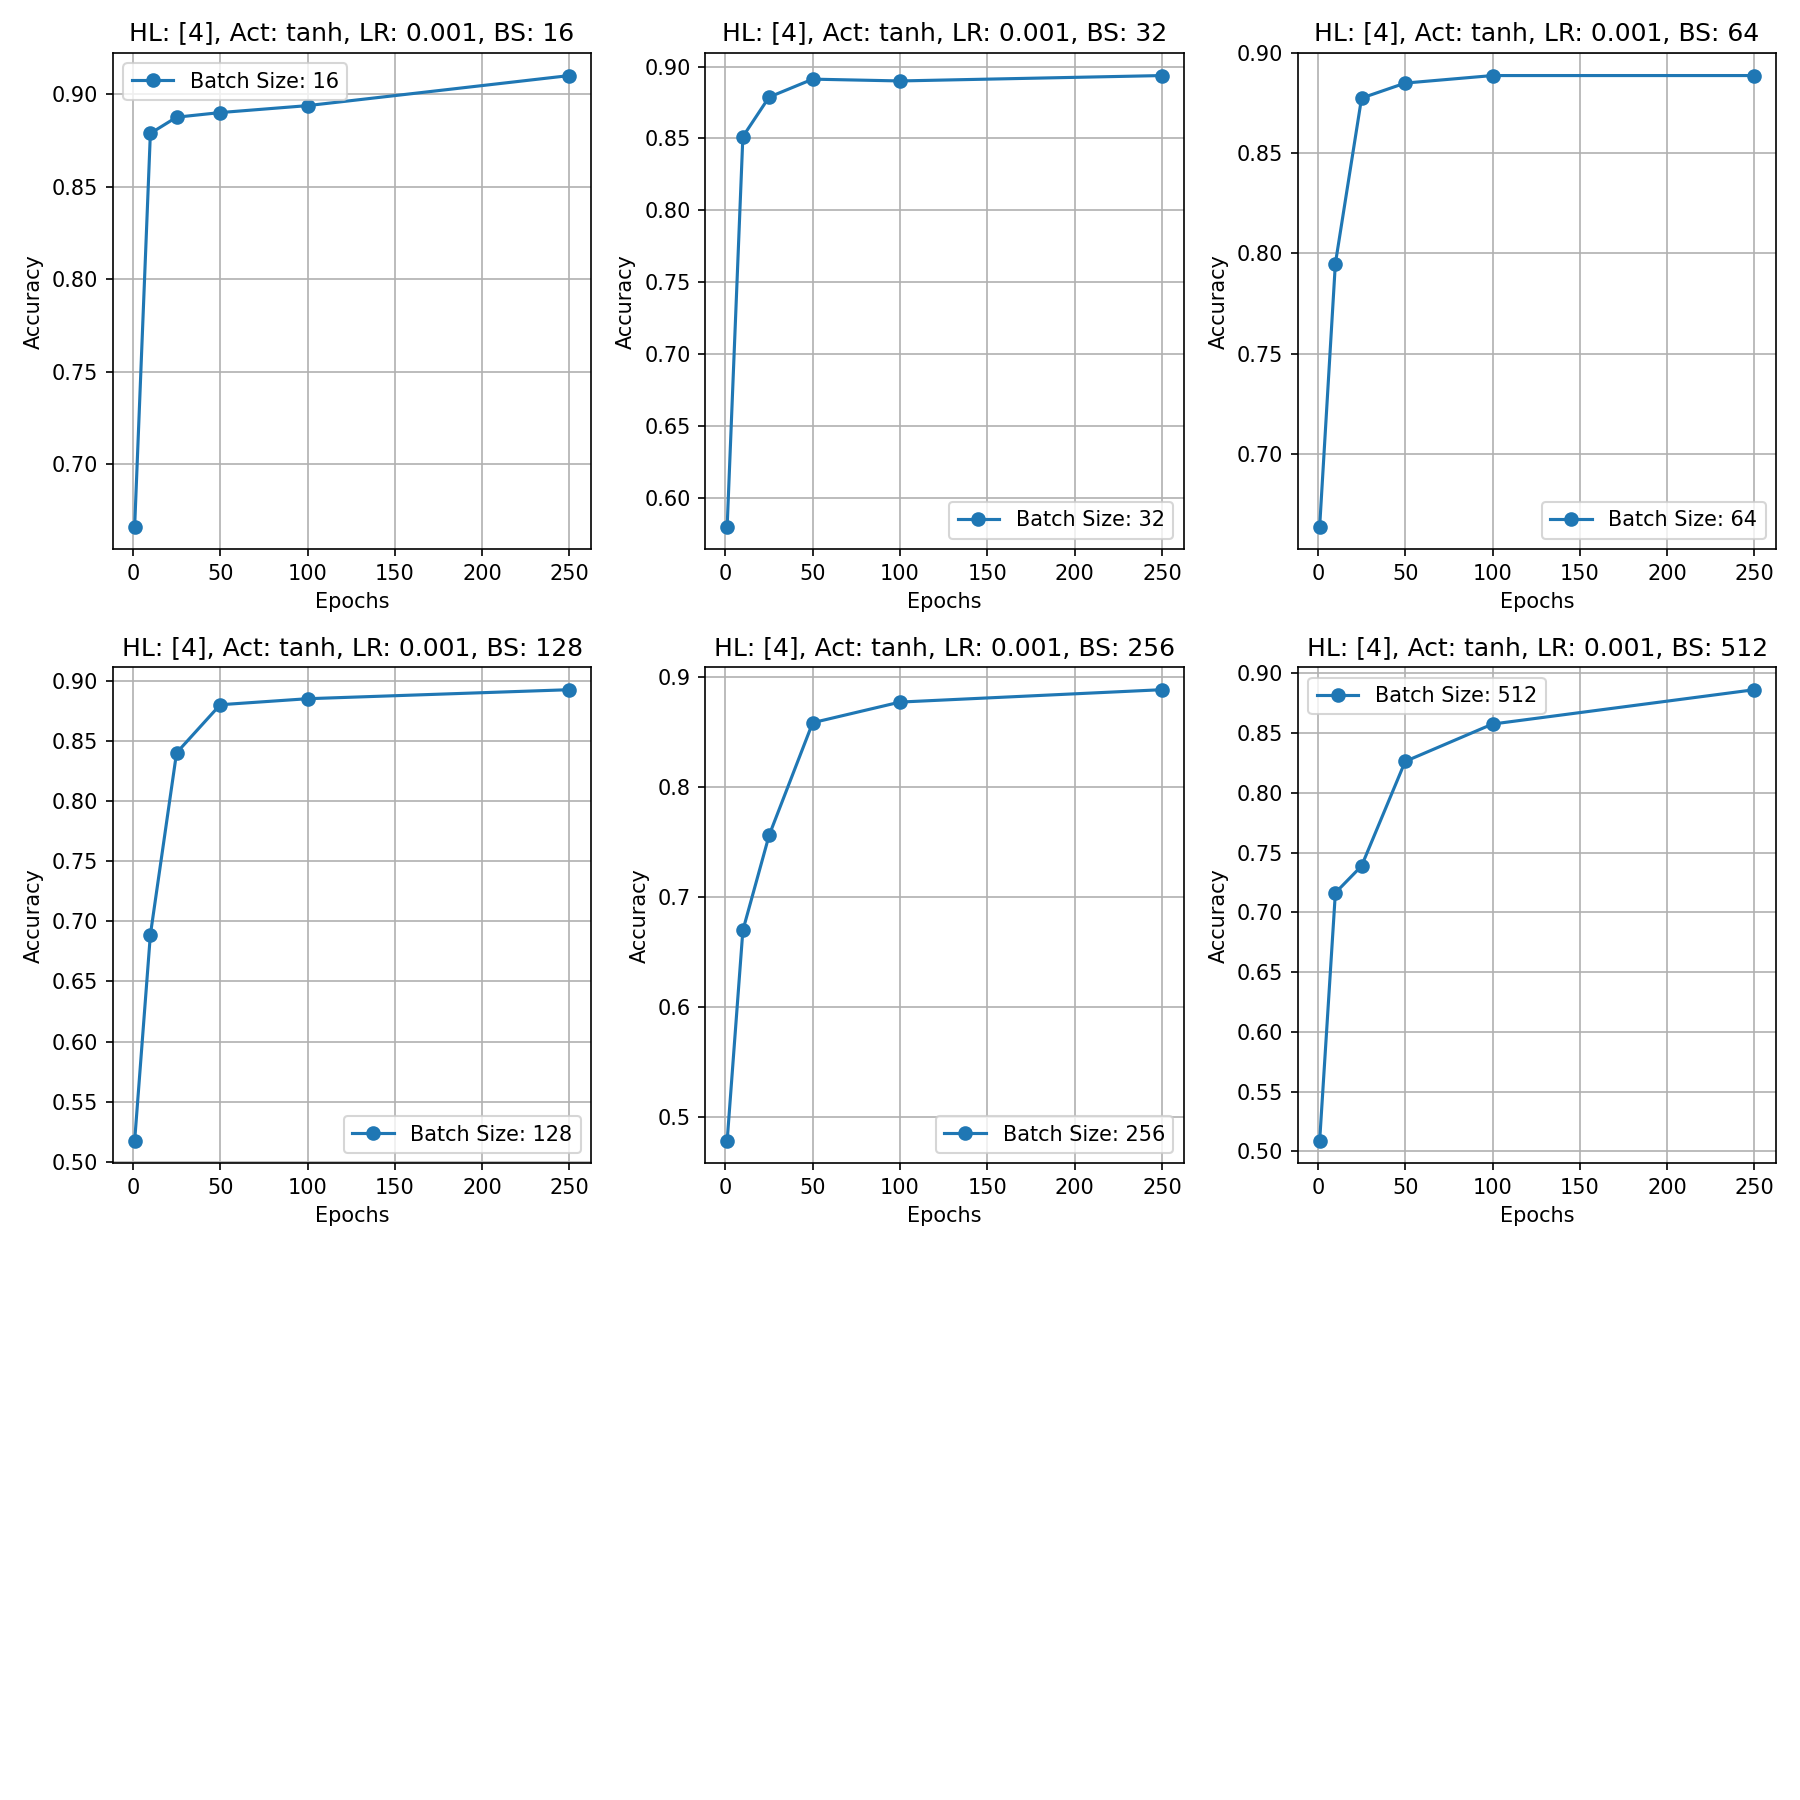 HL: [4], Act: tanh, LR: 0.001, BS: 16
Batch Size: 16
0.90
0.85
0.80
0.75
0.70
Accuracy
0 50 100 150 200 250
Epochs
HL: [4], Act: tanh, LR: 0.001, BS: 32
0.90
0.85
0.80
0.75
0.70
0.65
0.60
Accuracy
Batch Size: 32
0 50 100 150 200 250
Epochs
HL: [4], Act: tanh, LR: 0.001, BS: 64
0.90
0.85
0.80
0.75
0.70
Accuracy
Batch Size: 64
0 50 100 150 200 250
Epochs
HL: [4], Act: tanh, LR: 0.001, BS: 128
0.90
0.85
0.80
0.75
0.70
0.65
0.60
0.55
0.50
Accuracy
Batch Size: 128
0 50 100 150 200 250
Epochs
HL: [4], Act: tanh, LR: 0.001, BS: 256
0.9
0.8
0.7
0.6
0.5
Accuracy
Batch Size: 256
0 50 100 150 200 250
Epochs
HL: [4], Act: tanh, LR: 0.001, BS: 512
Batch Size: 512
0.90
0.85
0.80
0.75
0.70
0.65
0.60
0.55
0.50
Accuracy
0 50 100 150 200 250
Epochs